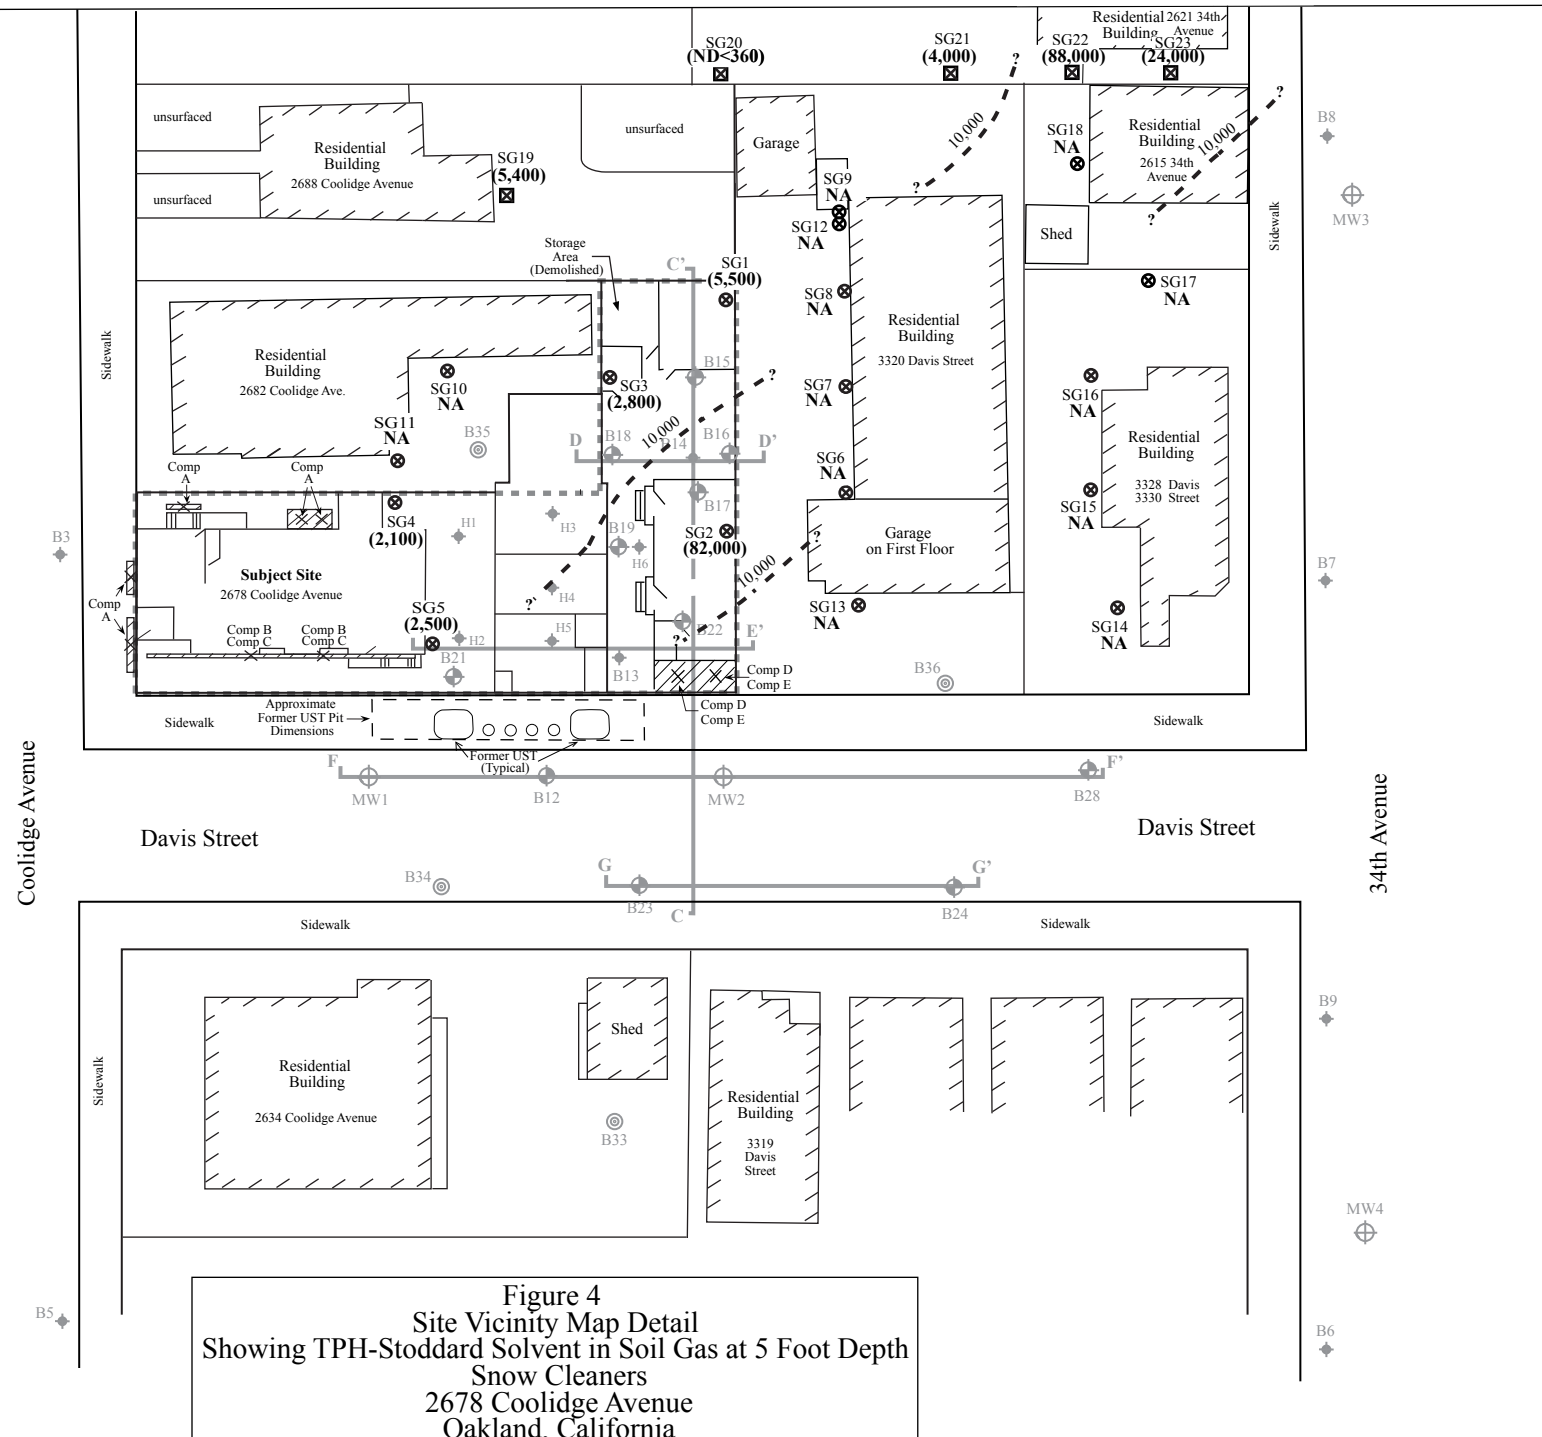 Residential 2621 34th
Building Avenue
SG20
(ND<360)
SG21
(4,000)
SG22
(88,000)
SG23
(24,000)
?
?
unsurfaced
Residential
Building
2688 Coolidge Avenue
unsurfaced
SG19
(5,400)
unsurfaced
Garage
10,000
?
SG18
NA
Residential
Building
2615 34th
Avenue
10,000
?
B8
MW3
SG9
NA
SG12
NA
Shed
Sidewalk
Storage
Area
(Demolished)
C'
SG1
(5,500)
SG8
NA
SG17
NA
Sidewalk
Residential
Building
2682 Coolidge Ave.
SG10
NA
SG11
NA
B35
SG3
(2,800)
B15
?
SG7
NA
Residential
Building
3320 Davis Street
SG16
NA
D
B18
10,000
B14
B16
D'
Residential
Building
3328 Davis
3330 Street
Comp
A
Comp
A
SG6
NA
SG15
NA
B17
SG4
(2,100)
H1
H3
B19
H6
SG2
(82,000)
?
Garage
on First Floor
B3
B7
Subject Site
2678 Coolidge Avenue
10,000
Comp
A
H4
?
SG5
(2,500)
SG13
NA
SG14
NA
Comp B
Comp C
Comp B
Comp C
H2
H5
B22
?
E'
B21
B13
Comp D
Comp E
B36
Comp D
Comp E
Approximate
Former UST Pit
Dimensions
Sidewalk
Sidewalk
Former UST
(Typical)
F
F'
MW1
B12
MW2
B28
Coolidge Avenue
Davis Street
Davis Street
34th Avenue
B34
G
G'
B23
C
B24
Sidewalk
Sidewalk
Shed
B9
Sidewalk
Residential
Building
2634 Coolidge Avenue
B33
Residential
Building
3319
Davis
Street
MW4
B5
B6
Figure 4
Site Vicinity Map Detail
Showing TPH-Stoddard Solvent in Soil Gas at 5 Foot Depth
Snow Cleaners
2678 Coolidge Avenue
Oakland, California